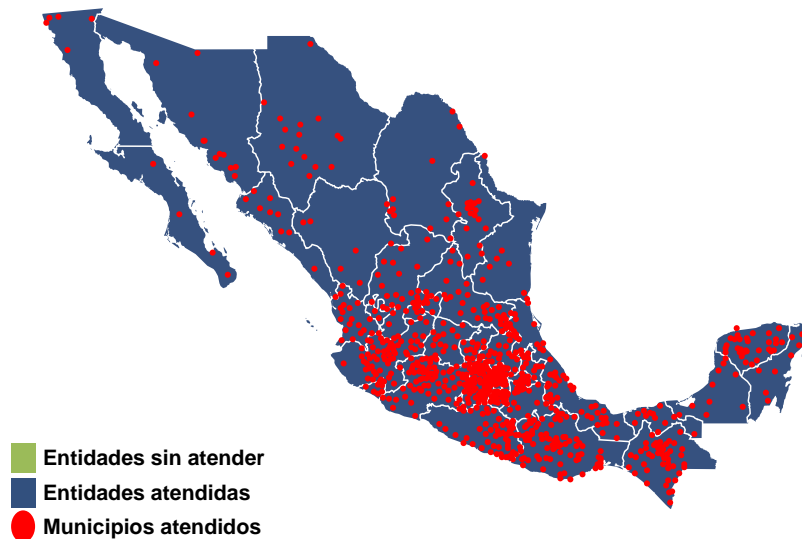 Entidades sin atender
Entidades atendidas
Municipios atendidos